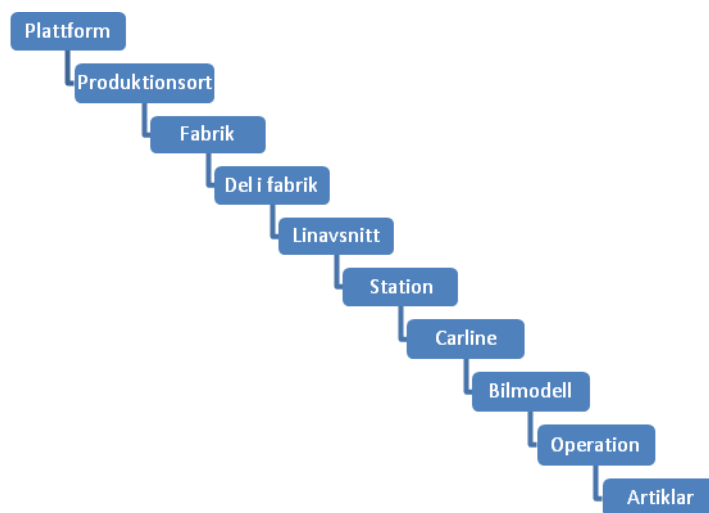 Plattform
Produktionsort
Fabrik
Del i fabrik
Linavsnitt
Station
Carline
Bilmodell
Operation
Artiklar